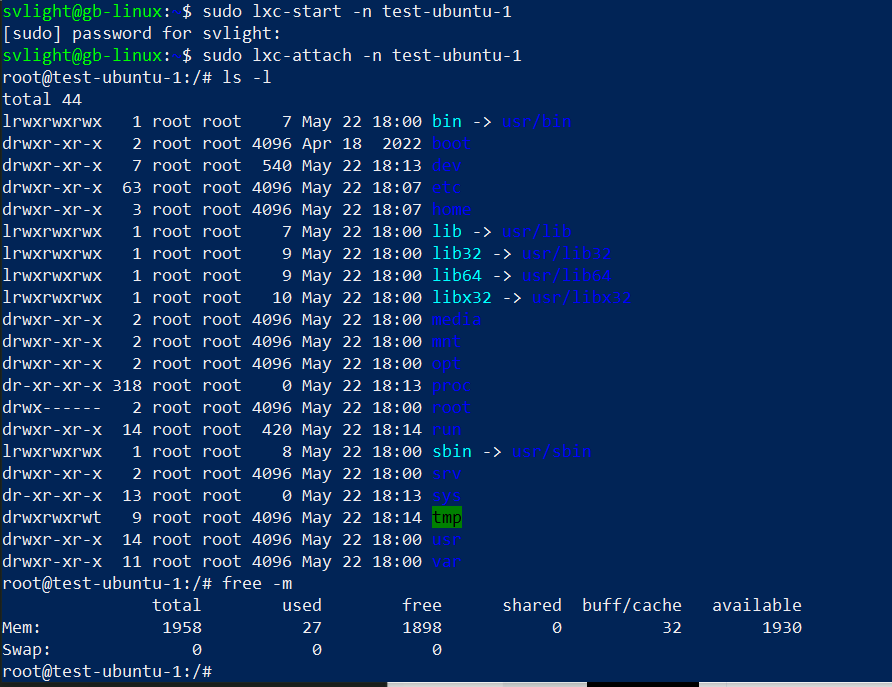 svlight@gb-linux:~$ sudo lxc-start -n test-ubuntu-1
[sudo] password for svlight:
svlight@gb-linux:~$ sudo lxc-attach -n test-ubuntu-1
root@test-ubuntu-1:/# ls -l
total 44
lrwxrwxrwx   1 root root    7 May 22 18:00 bin -> usr/bin
drwxr-xr-x   2 root root 4096 Apr 18  2022 boot
drwxr-xr-x   7 root root  540 May 22 18:13 dev
drwxr-xr-x  63 root root 4096 May 22 18:07 etc
drwxr-xr-x   3 root root 4096 May 22 18:07 home
lrwxrwxrwx   1 root root    7 May 22 18:00 lib -> usr/lib
lrwxrwxrwx   1 root root    9 May 22 18:00 lib32 -> usr/lib32
lrwxrwxrwx   1 root root    9 May 22 18:00 lib64 -> usr/lib64
lrwxrwxrwx   1 root root   10 May 22 18:00 libx32 -> usr/libx32
drwxr-xr-x   2 root root 4096 May 22 18:00 media
drwxr-xr-x   2 root root 4096 May 22 18:00 mnt
drwxr-xr-x   2 root root 4096 May 22 18:00 opt
dr-xr-xr-x 318 root root    0 May 22 18:13 proc
drwx------   2 root root 4096 May 22 18:00 root
drwxr-xr-x  14 root root  420 May 22 18:14 run
lrwxrwxrwx   1 root root    8 May 22 18:00 sbin -> usr/sbin
drwxr-xr-x   2 root root 4096 May 22 18:00 srv
dr-xr-xr-x  13 root root    0 May 22 18:13 sys
drwxrwxrwt   9 root root 4096 May 22 18:14 tmp
drwxr-xr-x  14 root root 4096 May 22 18:00 usr
drwxr-xr-x  11 root root 4096 May 22 18:00 var
root@test-ubuntu-1:/# free -m
               total        used        free      shared  buff/cache   available
Mem:            1958          27        1898           0          32        1930
Swap:              0           0           0
root@test-ubuntu-1:/#